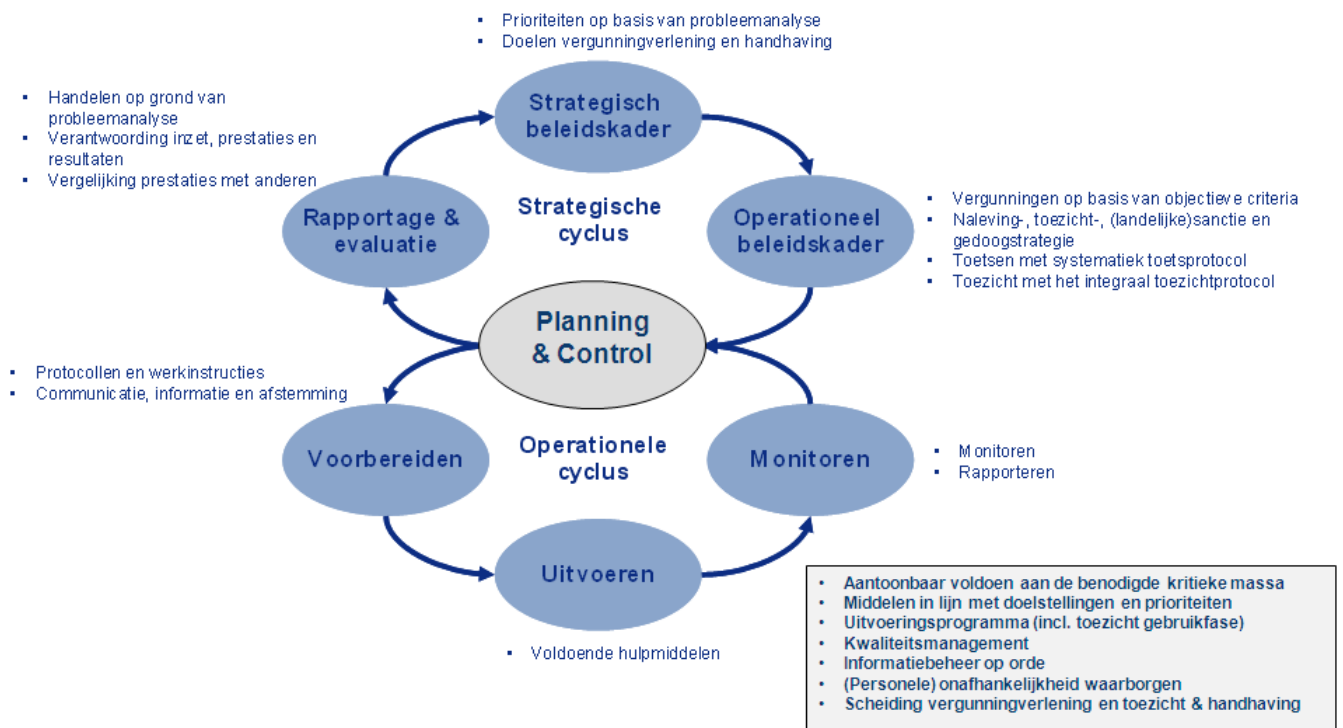 ▪ Prioriteiten op basis van probleemanalyse
▪ Doelen vergunningverlening en handhaving
▪ Handelen op grond van
probleemanalyse
▪ Verantwoording inzet, prestaties en
resultaten
▪ Vergelijking prestaties met anderen
Strategisch
beleidskader
Rapportage &
evaluatie
Strategische
cyclus
Operationeel
beleidskader
▪ Vergunningen op basis van objectieve criteria
▪ Naleving-, toezicht-, (landelijke)sanctie en
gedoogstrategie
▪ Toetsen met systematiek toetsprotocol
▪ Toezicht met het integraal toezichtprotocol
Planning
& Control
▪ Protocollen en werkinstructies
▪ Communicatie, informatie en afstemming
Voorbereiden
Operationele
cyclus
Monitoren
▪ Monitoren
▪ Rapporteren
Uitvoeren
▪ Voldoende hulpmiddelen
• Aantoonbaar voldoen aan de benodigde kritieke massa
• Middelen in lijn met doelstellingen en prioriteiten
• Uitvoeringsprogramma (incl. toezicht gebruikfase)
• Kwaliteitsmanagement
• Informatiebeheer op orde
• (Personele) onafhankelijkheid waarborgen
• Scheiding vergunningverlening en toezicht & handhaving